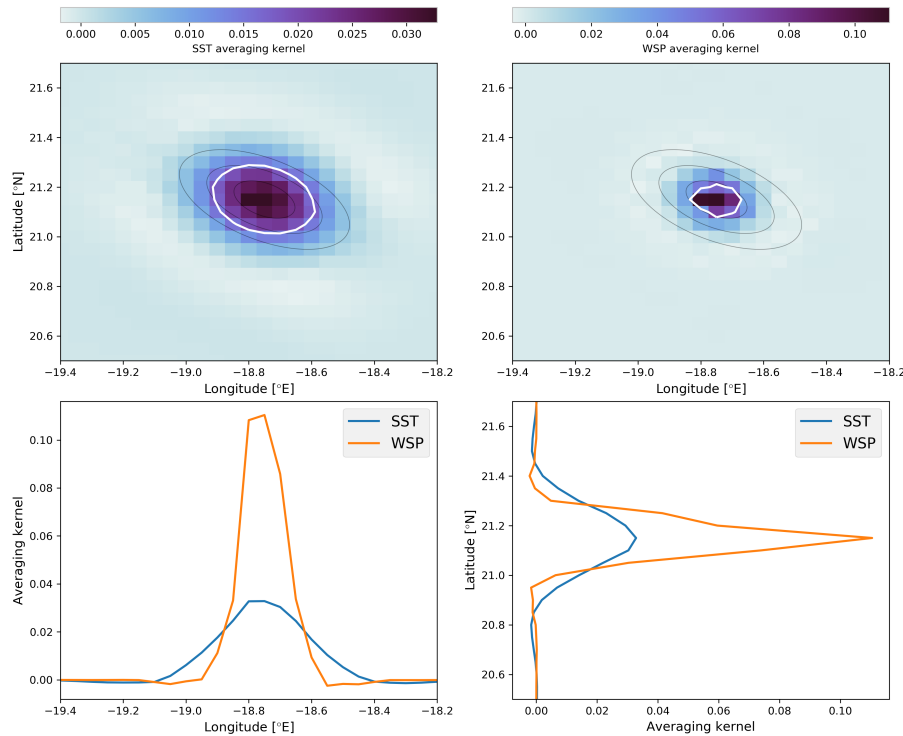 0.000 0.005 0.010 0.015 0.020 0.025 0.030
SST averaging kernel
0.00 0.02 0.04 0.06 0.08 0.10
WSP averaging kernel
21.6
21.4
21.2
21.0
20.8
20.6
Latitude [°N]
−19.4 −19.2 −19.0 −18.8 −18.6 −18.4 −18.2
Longitude [°E]
21.6
21.4
21.2
21.0
20.8
20.6
−19.4 −19.2 −19.0 −18.8 −18.6 −18.4 −18.2
Longitude [°E]
SST
WSP
0.10
0.08
0.06
0.04
0.02
0.00
Averaging kernel
−19.4 −19.2 −19.0 −18.8 −18.6 −18.4 −18.2
Longitude [°E]
SST
WSP
21.6
21.4
21.2
21.0
20.8
20.6
Latitude [°N]
0.00 0.02 0.04 0.06 0.08 0.10
Averaging kernel